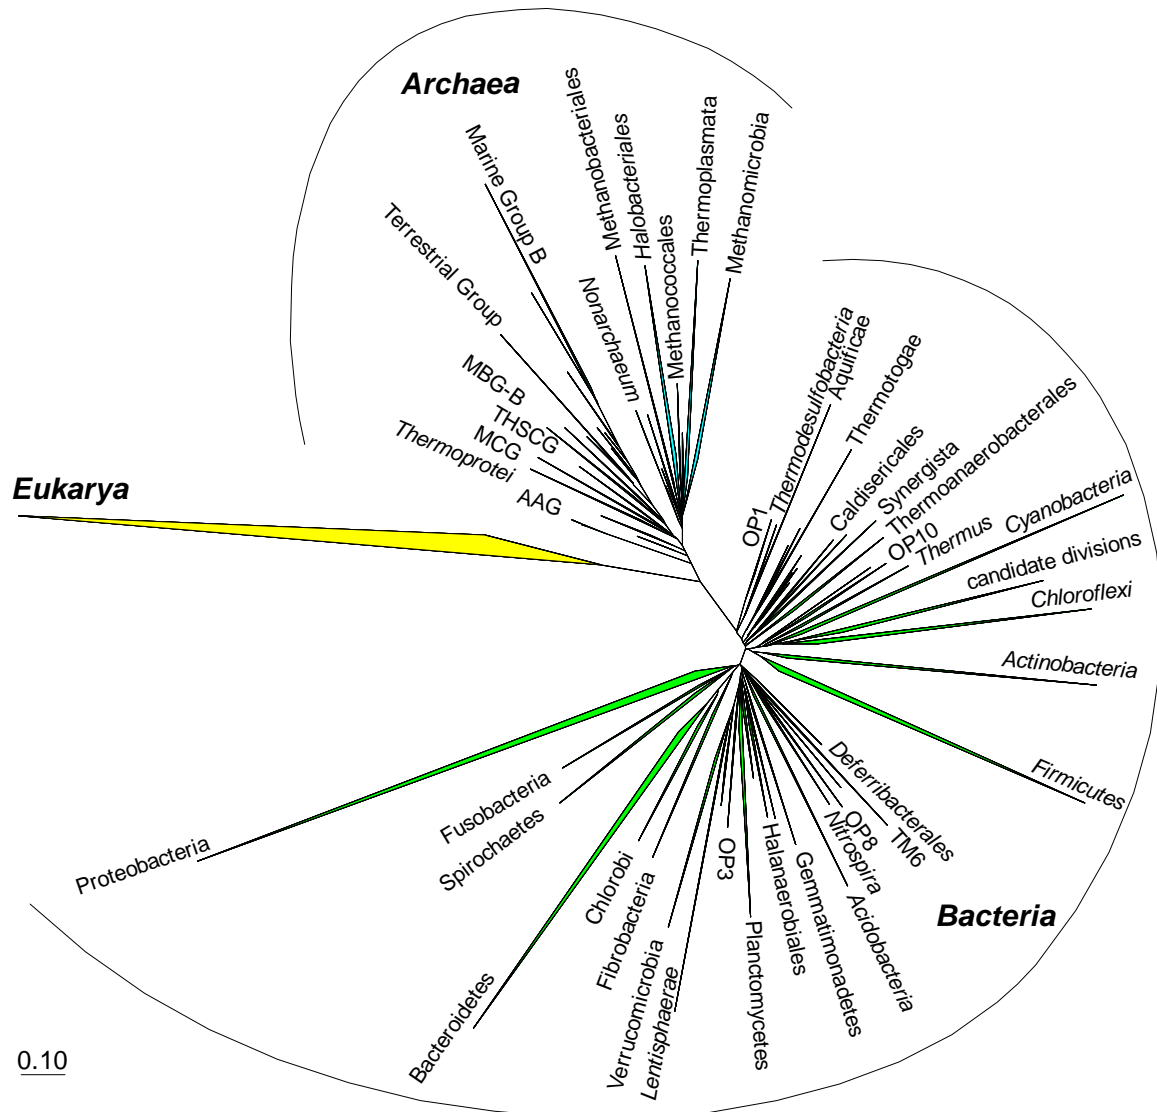 Archaea
Methanobacteriales
Halobacteriales
Methanococcales
Thermoplasmata
Methanomicrobia
Marine Group B
Terrestrial Group
Nonarchaeum
MBG-B
THSCG
MCG
Thermoprotei
AAG
Eukarya
OP1
Thermodesulfobacteria
Aquificae
Thermotogae
Caldisericales
Synergista
Thermoanaerobacterales
OP10
Thermus
Cyanobacteria
candidate divisions
Chloroflexi
Actinobacteria
Firmicutes
Deferribacterales
TM6
OP8
Nitrospira
Acidobacteria
Gemmatimonadetes
Halanaerobiales
Planctomycetes
OP3
Lentisphaerae
Verrucomicrobia
Fibrobacteria
Chlorobi
Bacteroidetes
Spirochaetes
Fusobacteria
Proteobacteria
Bacteria
0.10